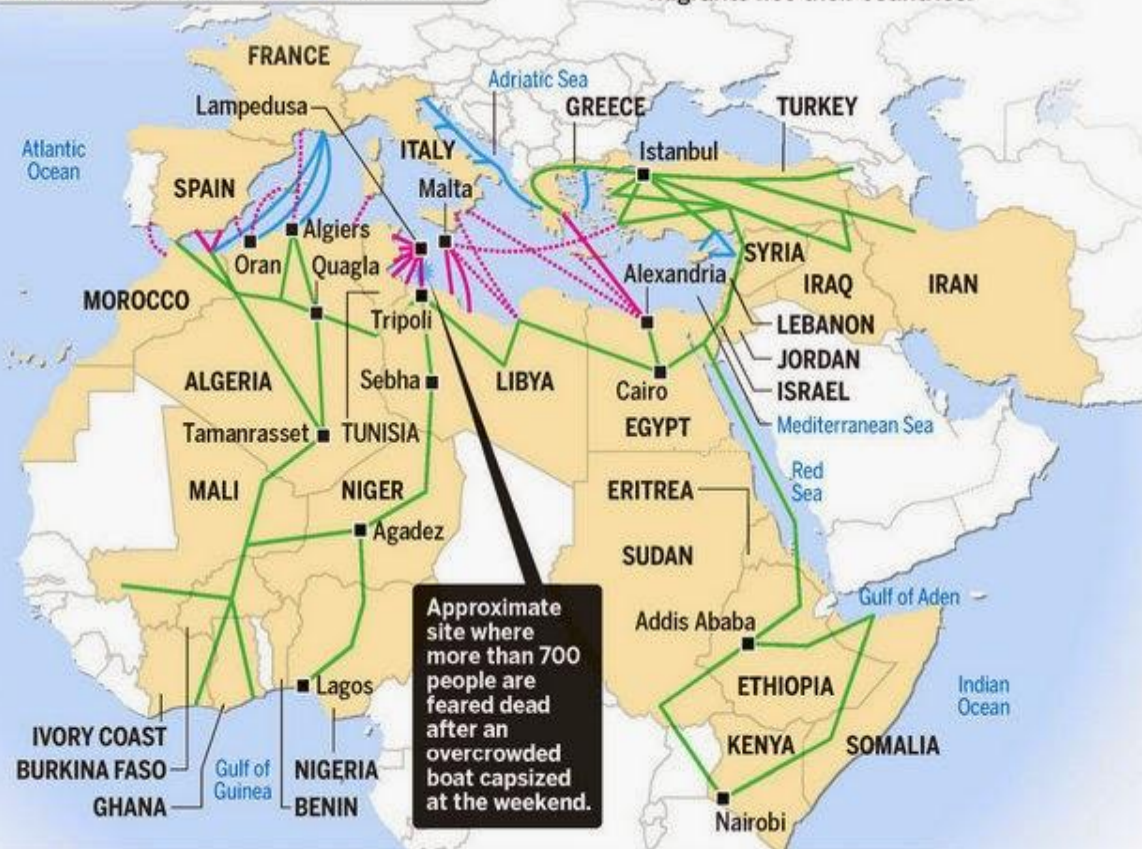 migrants flee their countries.
FRANCE
Adriatic Sea
Lampedusa
GREECE
TURKEY
Atlantic
Ocean
ITALY
Istanbul
SPAIN
Malta
Algiers
Oran
Quagla
SYRIA
Alexandria
MOROCCO
IRAQ
IRAN
Tripoli
LEBANON
JORDAN
ALGERIA
Sebha
LIBYA
Cairo
ISRAEL
Tamanrasset
TUNISIA
EGYPT
Mediterranean Sea
MALI
NIGER
ERITREA
Red
Sea
Agadez
SUDAN
Approximate
site where
more than 700
people are
feared dead
after an
overcrowded
boat capsized
at the weekend.
Gulf of Aden
Addis Ababa
Lagos
ETHIOPIA
Indian
Ocean
IVORY COAST
BURKINA FASO
GHANA
Gulf of
Guinea
NIGERIA
BENIN
KENYA
SOMALIA
Nairobi